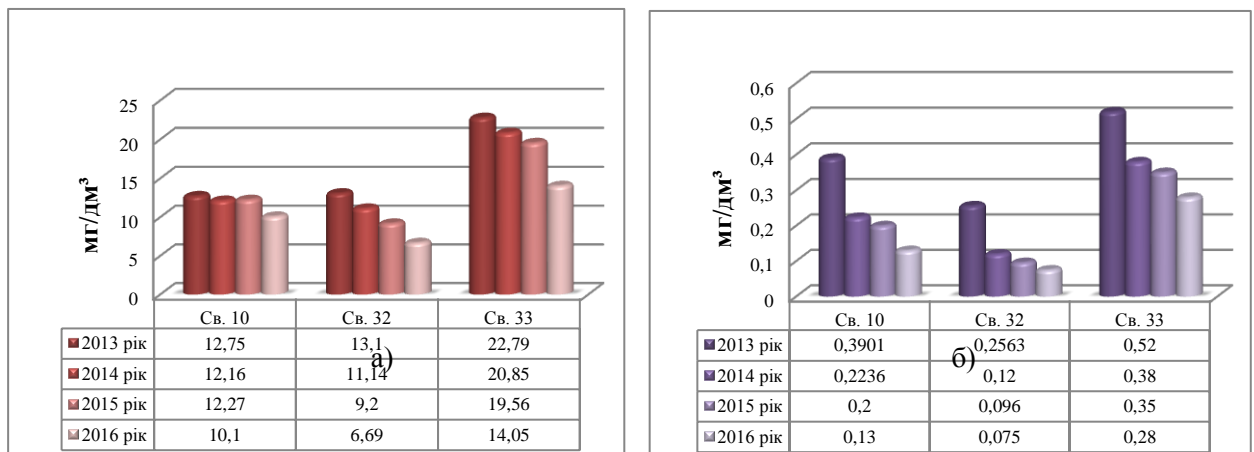 мг/дм³
25
20
15
10
5
0
Св. 10 Св. 32 Св. 33
2013 рік 12,75 13,1 22,79
2014 рік 12,16 11,14 20,85
2015 рік 12,27 9,2 19,56
2016 рік 10,1 6,69 14,05
а)
мг/дм³
0,6
0,5
0,4
0,3
0,2
0,1
0
Св. 10 Св. 32 Св. 33
2013 рік 0,3901 0,2563 0,52
2014 рік 0,2236 0,12 0,38
2015 рік 0,2 0,096 0,35
2016 рік 0,13 0,075 0,28
б)